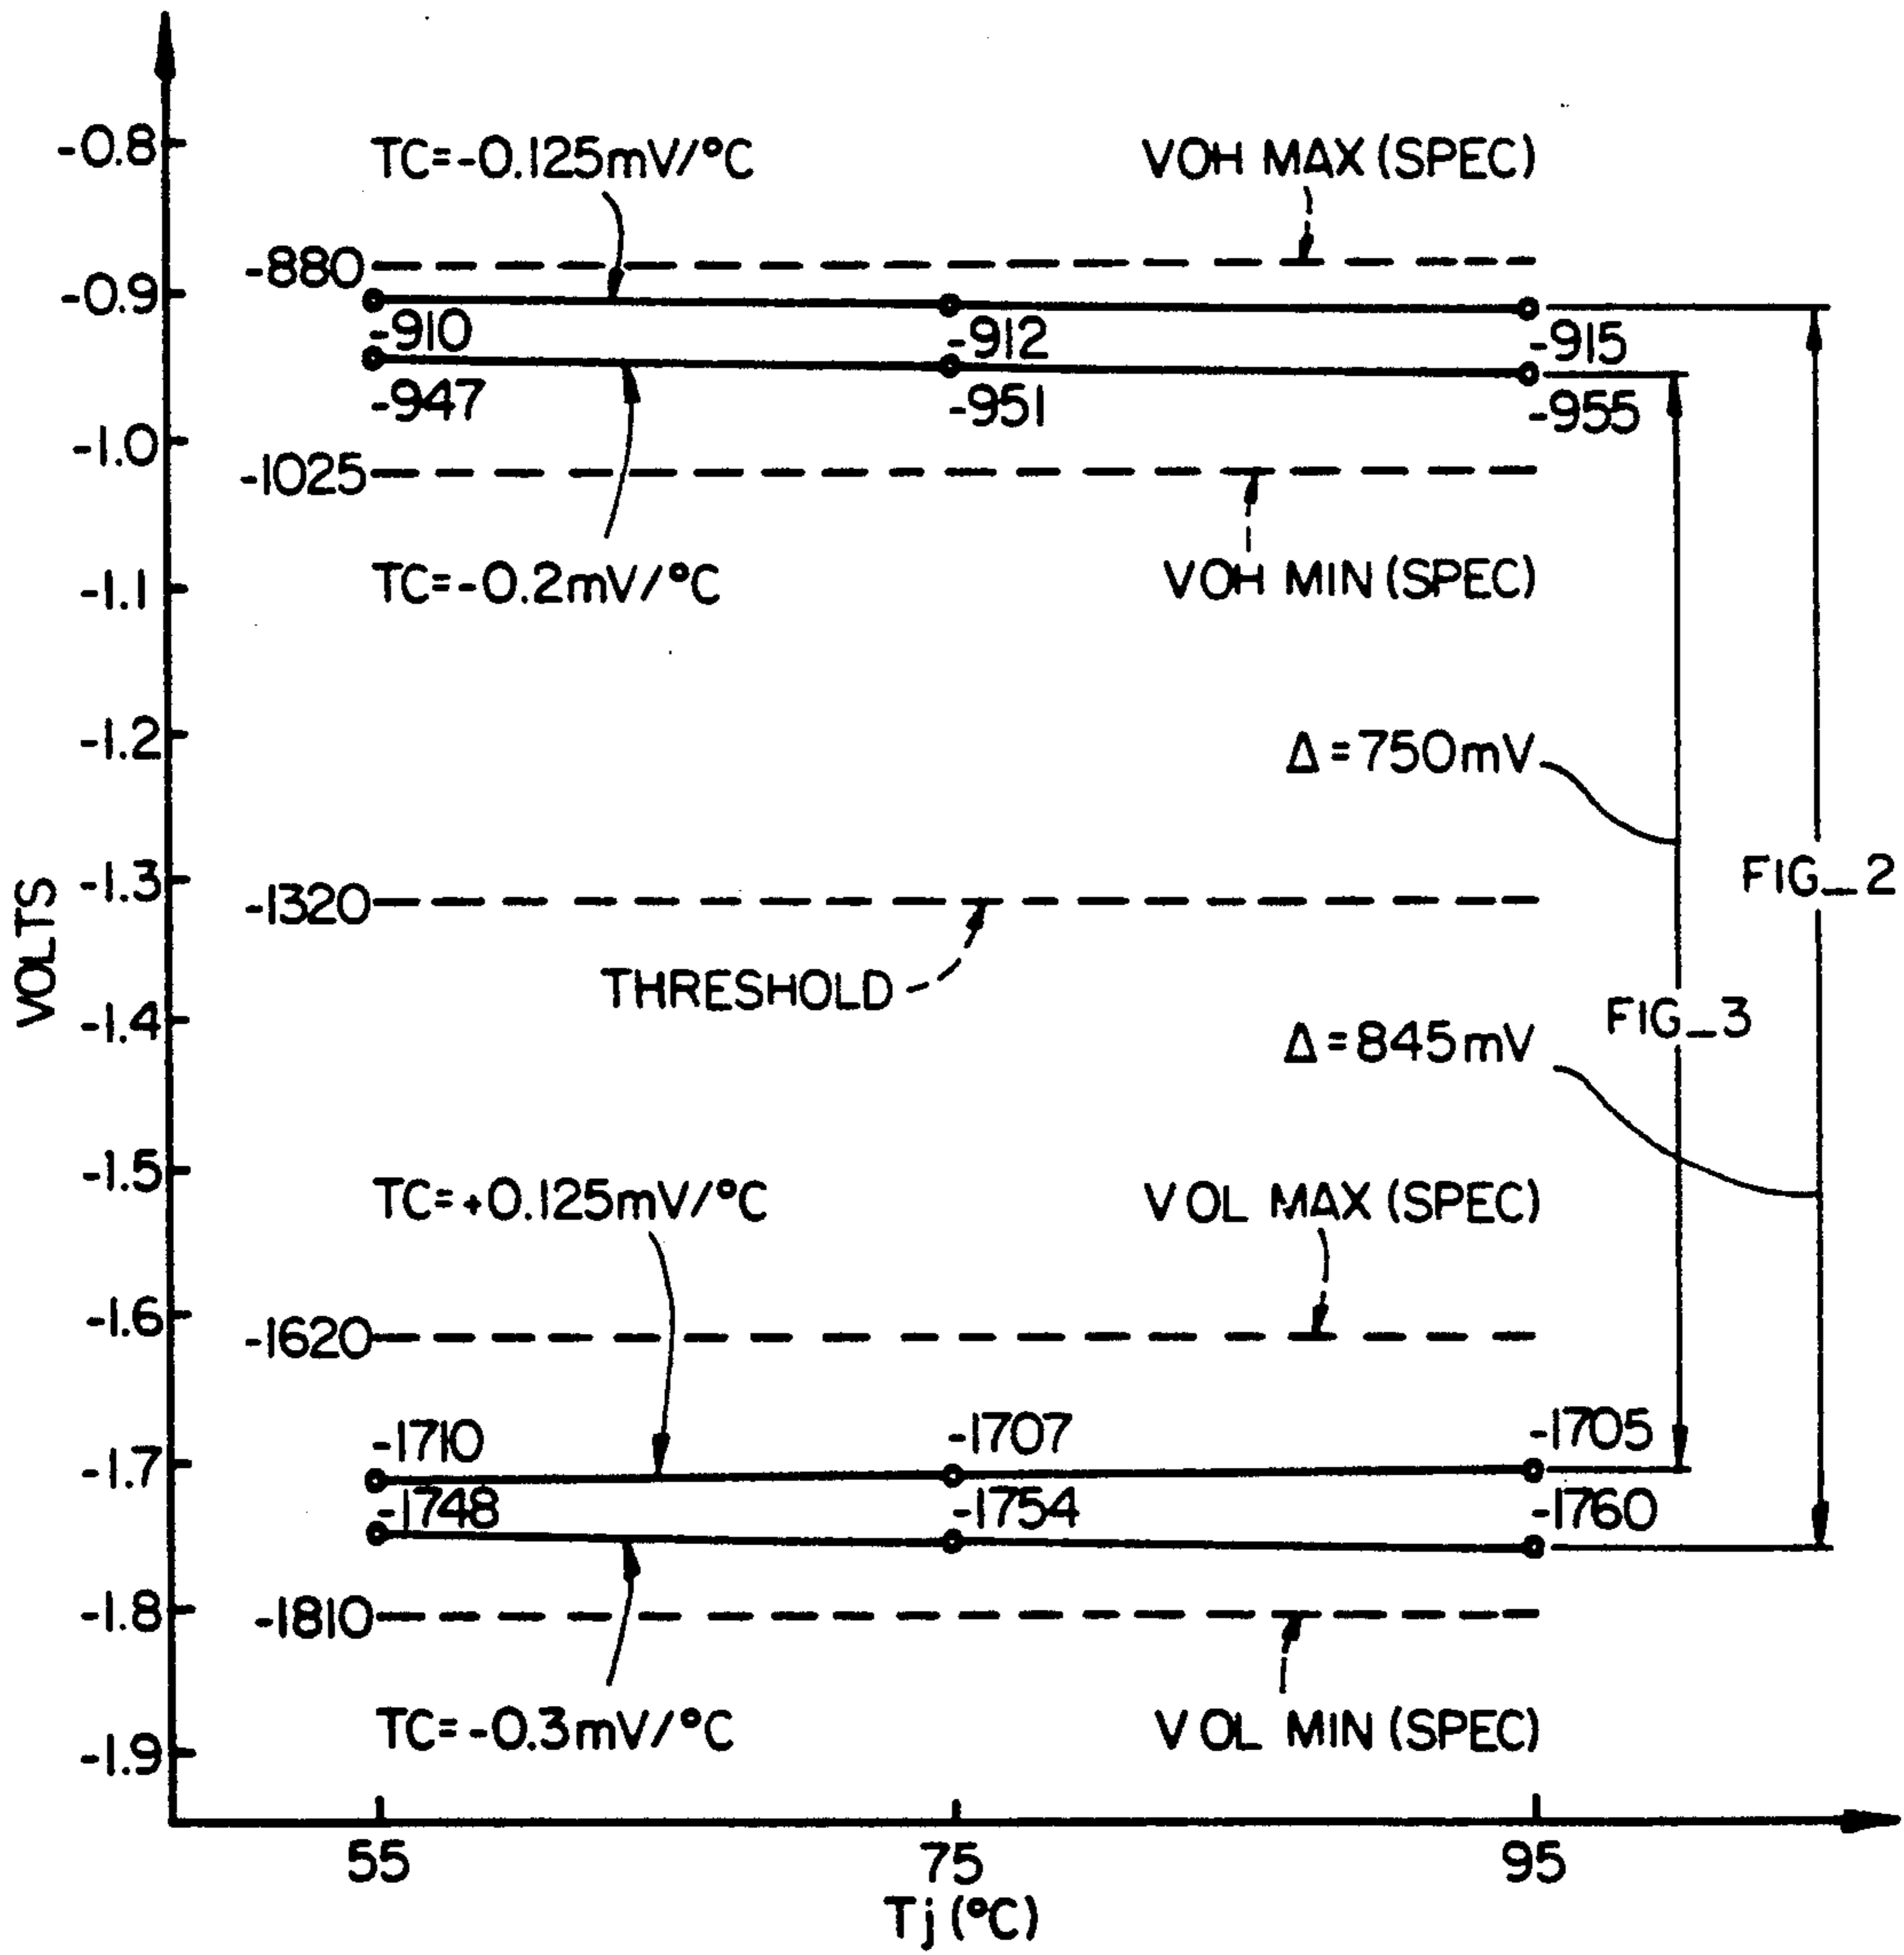 -0.8
TC=-0.125mV/°C
VOH MAX (SPEC)
-880
-0.9
-910
-912
-915
-947
-951
-955
-1.0
-1025
TC=-0.2mV/°C
VOH MIN (SPEC)
-1.1
-1.2
Δ=750mV
VOLTS
-1.3
-1320
FIG_2
THRESHOLD
FIG_3
-1.4
Δ=845mV
-1.5
TC=+0.125mV/°C
VOL MAX (SPEC)
-1.6
-1620
-1710
-1707
-1705
-1.7
-1748
-1754
-1760
-1.8
-1810
TC=-0.3mV/°C
VOL MIN (SPEC)
-1.9
55
75
95
Tj (°C)